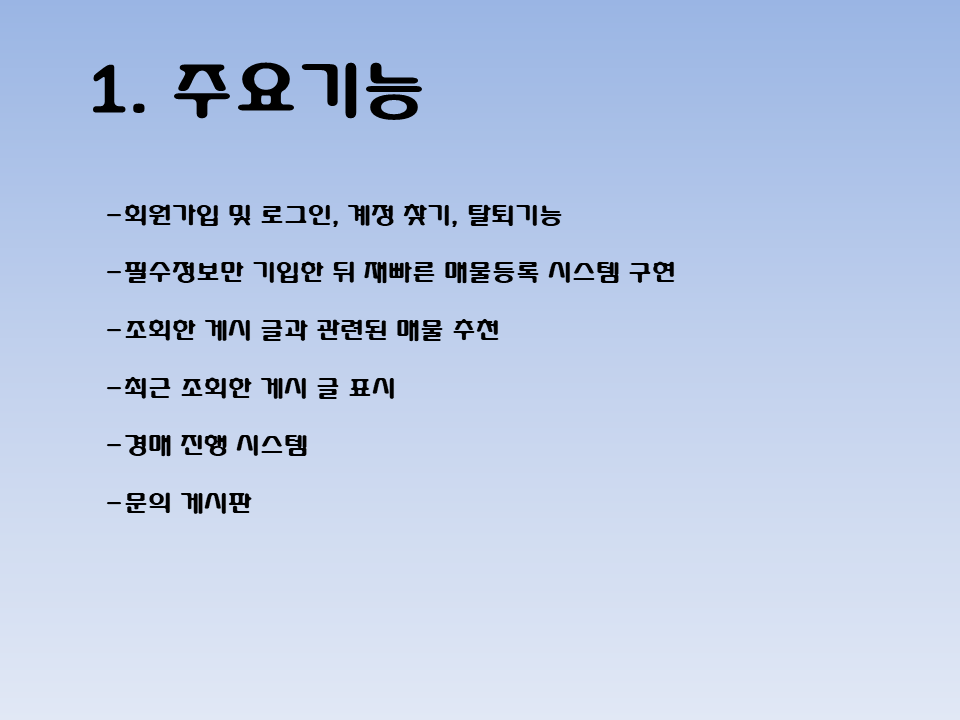 1. 주요기능
-회원가입 및 로그인, 계정 찾기, 탈퇴기능
-필수정보만 기입한 뒤 재빠른 매물등록 시스템 구현
-조회한 게시 글과 관련된 매물 추천
-최근 조회한 게시 글 표시
-경매 진행 시스템
-문의 게시판